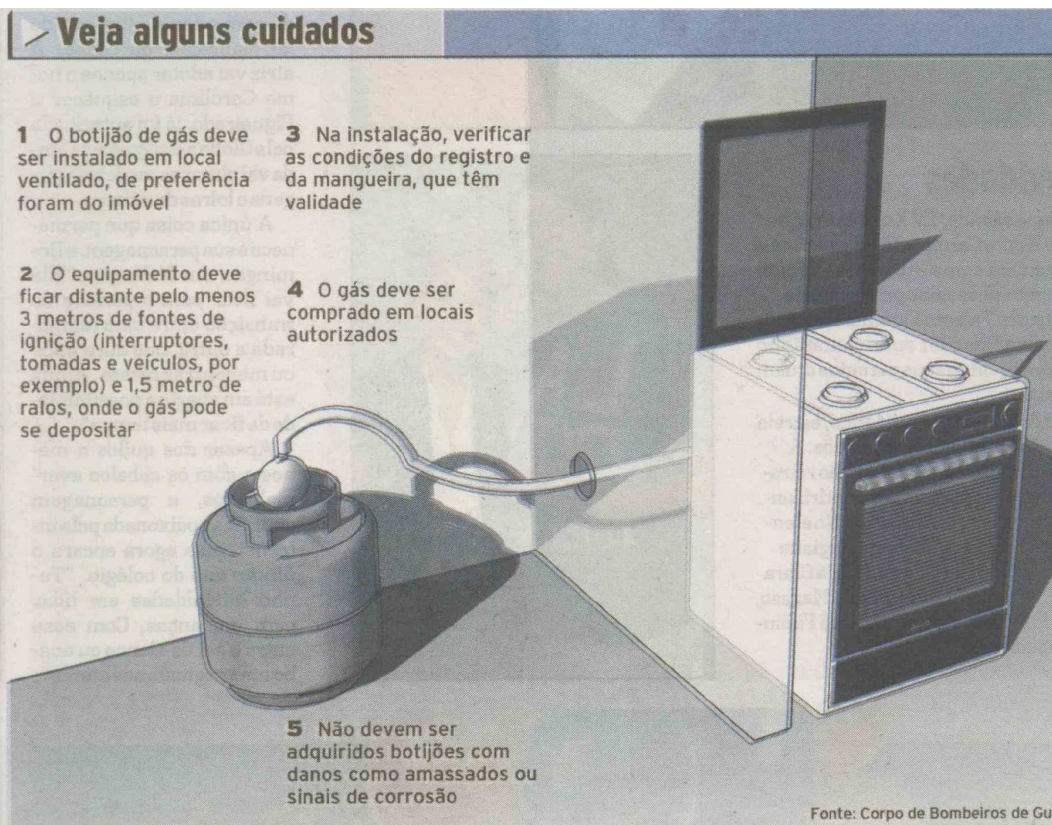 > Veja alguns cuidados
1 O botijão de gás deve
ser instalado em local
ventilado, de preferência
foram do imóvel
2 O equipamento deve
ficar distante pelo menos
3 metros de fontes de
ignição (interruptores,
tomadas e veículos, por
exemplo) e 1,5 metro de
ralos, onde o gás pode
se depositar
3 Na instalação, verificar
as condições do registro e
da mangueira, que têm
validade
4 O gás deve ser
comprado em locais
autorizados
5 Não devem ser
adquiridos botijões com
danos como amassados ou
sinais de corrosão
Fonte: Corpo de Bombeiros de Gu